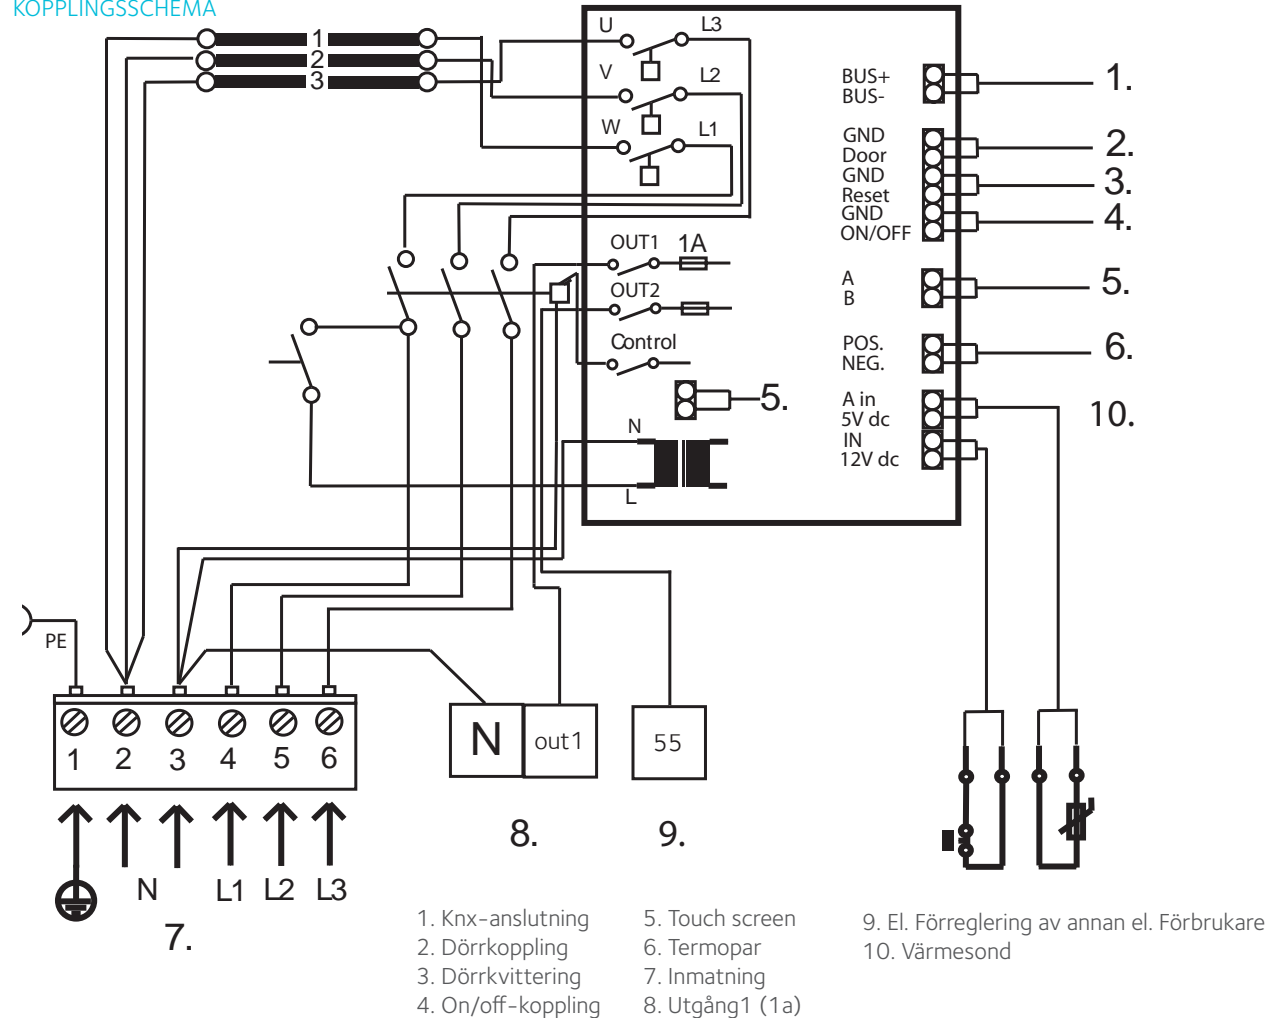 KOPPLINGSSCHEMA
1
2
3
U
L3
V
L2
W
L1
OUT1
1A
OUT2
Control
5.
N
L
BUS+
BUS-
1.
GND
Door
2.
GND
Reset
3.
GND
ON/OFF
4.
A
B
5.
POS.
NEG.
6.
A in
5V dc
10.
IN
12V dc
PE
1
2
3
4
5
6
N
out1
55
N
L1
L2
L3
7.
8.
9.
1. Knx-anslutning
2. Dörrkoppling
3. Dörrkvittering
4. On/off-koppling
5. Touch screen
6. Termopar
7. Inmatning
8. Utgång1 (1a)
9. El. Förregling av annan el. Förbrukare
10. Värmesond